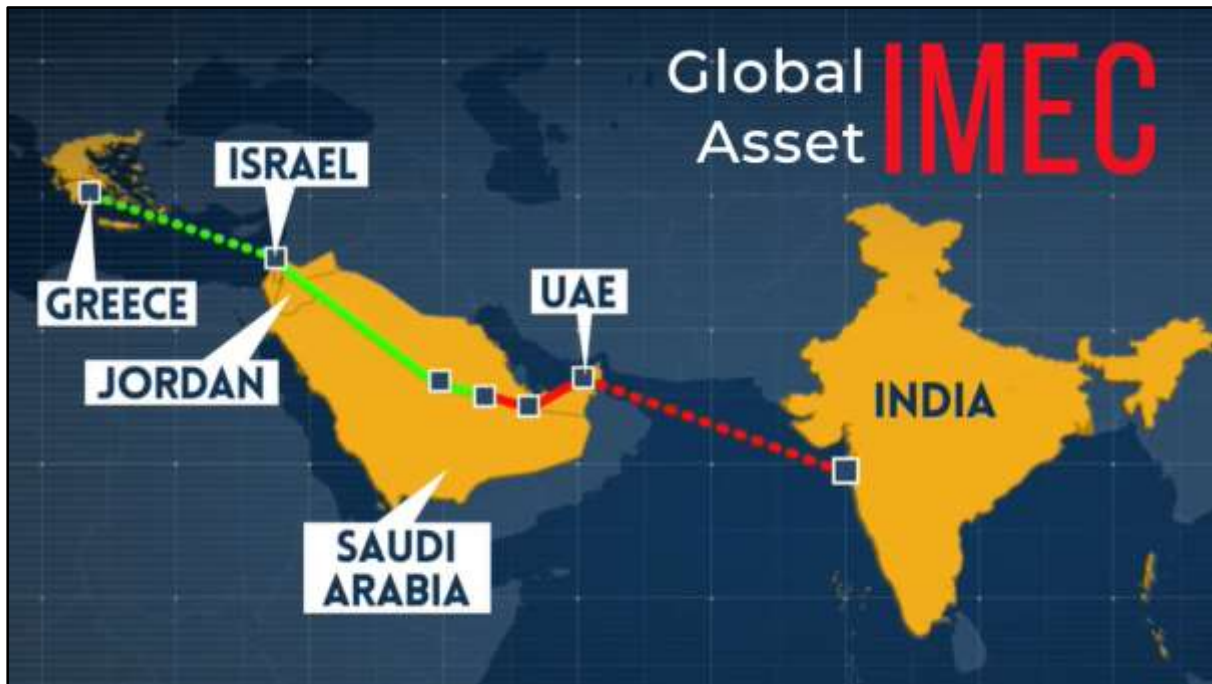 Global
Asset
IMEC
ISRAEL
GREECE
JORDAN
UAE
INDIA
SAUDI
ARABIA